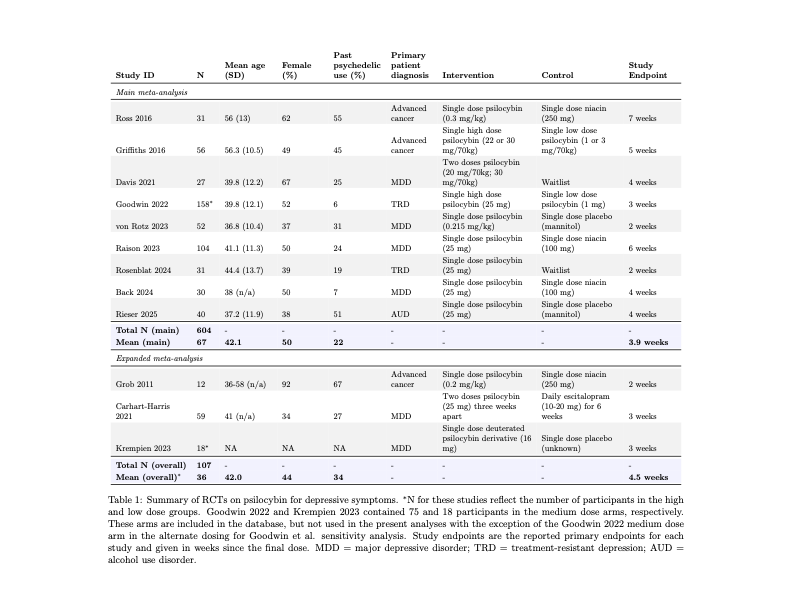 Study ID N Mean age (SD) Female (%) Past psychedelic use (%) Primary patient diagnosis Intervention Control Study Endpoint
Main meta-analysis
Ross 2016 31 56 (13) 62 55 Advanced cancer Single dose psilocybin (0.3 mg/kg) Single dose niacin (250 mg) 7 weeks
Griffiths 2016 56 56.3 (10.5) 49 45 Advanced cancer Single high dose psilocybin (22 or 30 mg/70kg) Single low dose psilocybin (1 or 3 mg/70kg) 5 weeks
Davis 2021 27 39.8 (12.2) 67 25 MDD Two doses psilocybin (20 mg/70kg; 30 mg/70kg) Waitlist 4 weeks
Goodwin 2022 158* 39.8 (12.1) 52 6 TRD Single high dose psilocybin (25 mg) Single low dose psilocybin (1 mg) 3 weeks
von Rotz 2023 52 36.8 (10.4) 37 31 MDD Single dose psilocybin (0.215 mg/kg) Single dose placebo (mannitol) 2 weeks
Raison 2023 104 41.1 (11.3) 50 24 MDD Single dose psilocybin (25 mg) Single dose niacin (100 mg) 6 weeks
Rosenblat 2024 31 44.4 (13.7) 39 19 TRD Single dose psilocybin (25 mg) Waitlist 2 weeks
Back 2024 30 38 (n/a) 50 7 MDD Single dose psilocybin (25 mg) Single dose niacin (100 mg) 4 weeks
Rieser 2025 40 37.2 (11.9) 38 51 AUD Single dose psilocybin (25 mg) Single dose placebo (mannitol) 4 weeks
Total N (main) 604 - - - - - - -
Mean (main) 67 42.1 50 22 - - - 3.9 weeks
Expanded meta-analysis
Grob 2011 12 36-58 (n/a) 92 67 Advanced cancer Single dose psilocybin (0.2 mg/kg) Single dose niacin (250 mg) 2 weeks
Carhart-Harris 2021 59 41 (n/a) 34 27 MDD Two doses psilocybin (25 mg) three weeks apart Daily escitalopram (10-20 mg) for 6 weeks 3 weeks
Krempien 2023 18* NA NA NA MDD Single dose deuterated psilocybin derivative (16 mg) Single dose placebo (unknown) 3 weeks
Total N (overall) 107 - - - - - - -
Mean (overall)* 36 42.0 44 34 - - - 4.5 weeks
Table 1: Summary of RCTs on psilocybin for depressive symptoms. *N for these studies reflect the number of participants in the high
and low dose groups. Goodwin 2022 and Krempien 2023 contained 75 and 18 participants in the medium dose arms, respectively.
These arms are included in the database, but not used in the present analyses with the exception of the Goodwin 2022 medium dose
arm in the alternate dosing for Goodwin et al. sensitivity analysis. Study endpoints are the reported primary endpoints for each
study and given in weeks since the final dose. MDD = major depressive disorder; TRD = treatment-resistant depression; AUD =
alcohol use disorder.